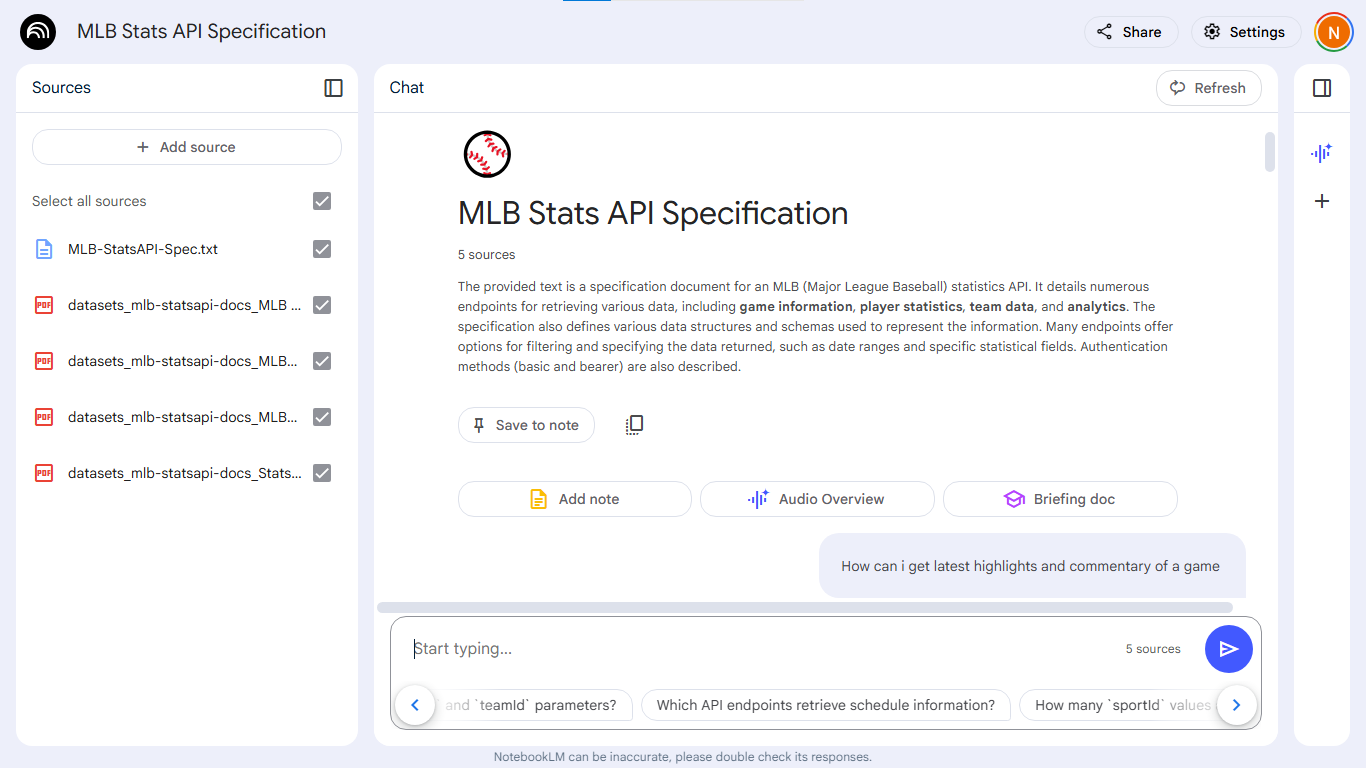 MLB Stats API Specification
Share
Settings
N
Sources
Add source
Select all sources
MLB-StatsAPI-Spec.txt
PDF
datasets_mlb-statsapi-docs_MLB ...
PDF
datasets_mlb-statsapi-docs_MLB...
PDF
datasets_mlb-statsapi-docs_MLB...
PDF
datasets_mlb-statsapi-docs_Stats...
Chat
Refresh
MLB Stats API Specification
5 sources
The provided text is a specification document for an MLB (Major League Baseball) statistics API. It details numerous
endpoints for retrieving various data, including game information, player statistics, team data, and analytics. The
specification also defines various data structures and schemas used to represent the information. Many endpoints offer
options for filtering and specifying the data returned, such as date ranges and specific statistical fields. Authentication
methods (basic and bearer) are also described.
Save to note
Add note
Audio Overview
Briefing doc
How can i get latest highlights and commentary of a game
Start typing...
5 sources
` and `teamId` parameters?
Which API endpoints retrieve schedule information?
How many `sportId` values
NotebookLM can be inaccurate, please double check its responses.